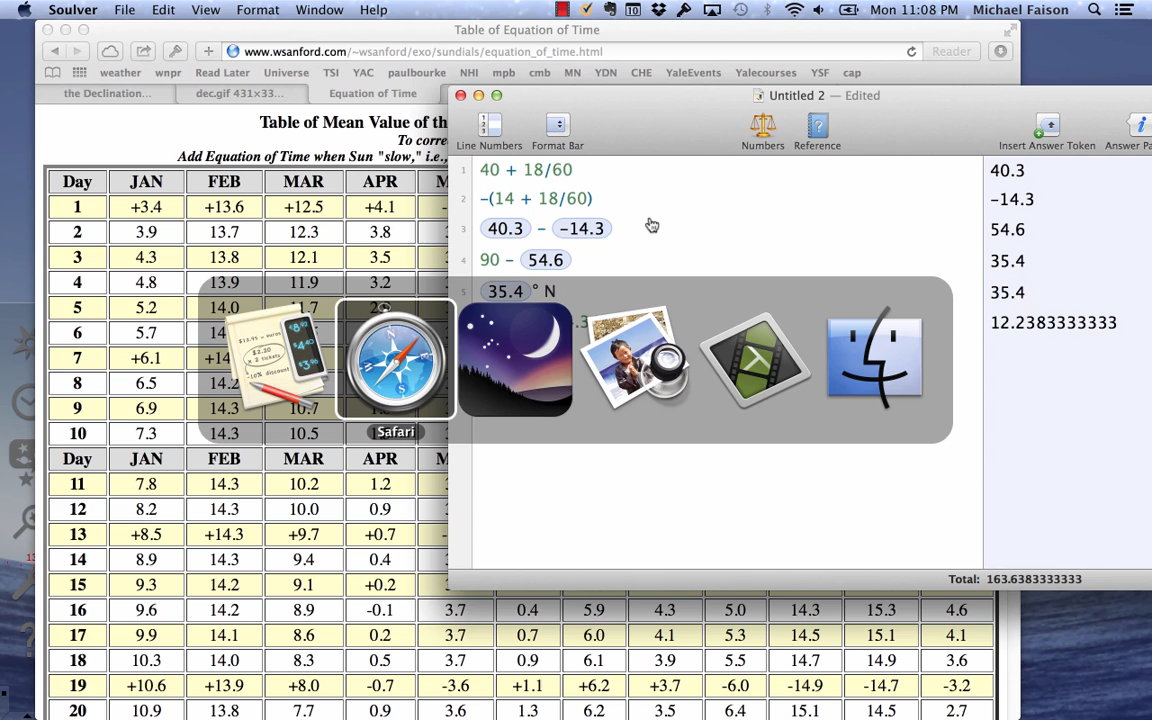 Soulver File Edit View Format Window Help 10 Mon 11:08 PM Michael Faison
Table of Equation of Time
www.wsanford.com/~wsanford/exo/sundials/equation_of_time.html Reader
weather wnpr Read Later Universe TSI YAC paulbourke NHI mpb cmb MN YDN CHE YaleEvents Yalecourses YSF cap
the Declination... dec.gif 431×33... Equation of Time
Untitled 2 — Edited
Line Numbers Format Bar Numbers Reference Insert Answer Token Answer Pa
Table of Mean Value of th
To corre
Add Equation of Time when Sun "slow," i.e.,
1 40 + 18/60 40.3
2 -(14 + 18/60) -14.3
3 40.3 - -14.3 54.6
4 90 - 54.6 35.4
5 35.4 ° N 35.4
12.2383333333
Total: 163.6383333333
Safari
Day JAN FEB MAR APR M
1 +3.4 +13.6 +12.5 +4.1 -
2 3.9 13.7 12.3 3.8
3 4.3 13.8 12.1 3.5
4 4.8 13.9 11.9 3.2
5 5.2 14.0 11.7
6 5.7 14.
7 +6.1 +14
8 6.5 14.2
9 6.9 14.3 10.7
10 7.3 14.3 10.5
Day JAN FEB MAR APR M
11 7.8 14.3 10.2 1.2
12 8.2 14.3 10.0 0.9
13 +8.5 +14.3 +9.7 +0.7 -
14 8.9 14.3 9.4 0.4
15 9.3 14.2 9.1 +0.2
16 9.6 14.2 8.9 -0.1 3.7 0.4 5.9 4.3 5.0 14.3 15.3 4.6
17 9.9 14.1 8.6 0.2 3.7 0.7 6.0 4.1 5.3 14.5 15.1 4.1
18 10.3 14.0 8.3 0.5 3.7 0.9 6.1 3.9 5.5 14.7 14.9 3.6
19 +10.6 +13.9 +8.0 -0.7 -3.6 +1.1 +6.2 +3.7 -6.0 -14.9 -14.7 -3.2
20 10.9 13.8 7.7 0.9 3.6 1.3 6.2 3.5 6.4 15.1 14.5 2.7